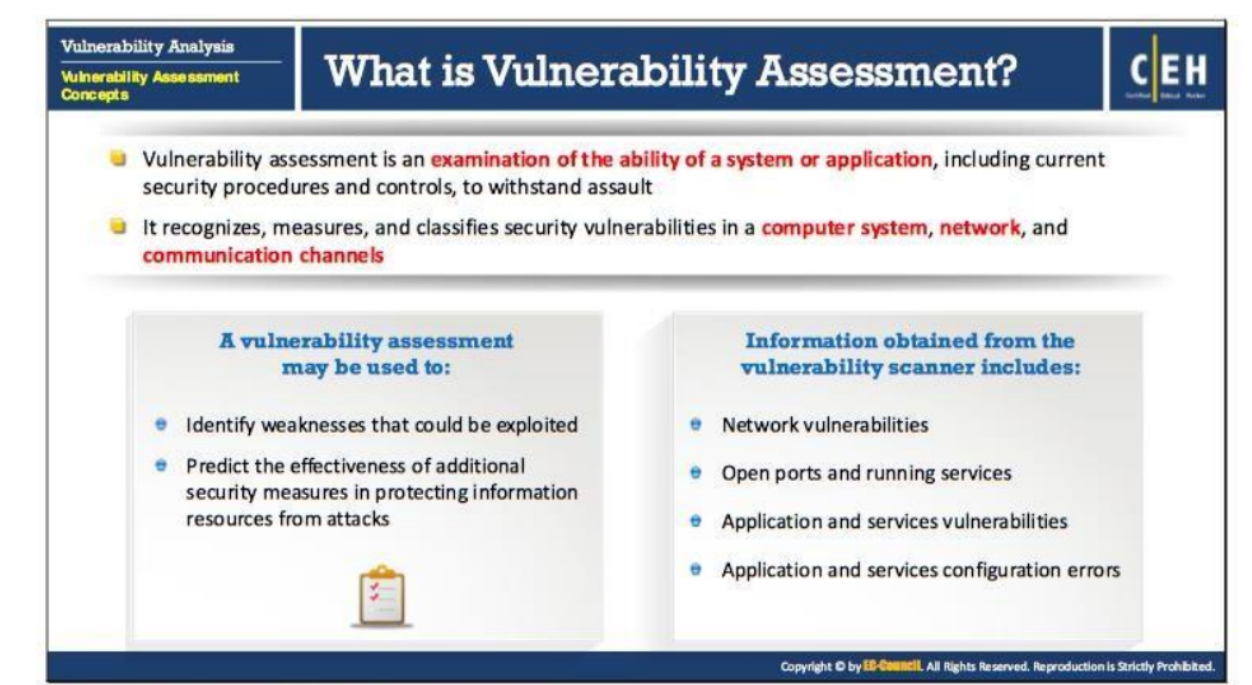 Vulnerability Analysis
Vulnerability Assessment
Concepts
What is Vulnerability Assessment?
C|EH
Certified Ethical Hacker
Vulnerability assessment is an examination of the ability of a system or application, including current
security procedures and controls, to withstand assault
It recognizes, measures, and classifies security vulnerabilities in a computer system, network, and
communication channels
A vulnerability assessment
may be used to:
Identify weaknesses that could be exploited
Predict the effectiveness of additional
security measures in protecting information
resources from attacks
Information obtained from the
vulnerability scanner includes:
Network vulnerabilities
Open ports and running services
Application and services vulnerabilities
Application and services configuration errors
Copyright © by EC-Council. All Rights Reserved. Reproduction is Strictly Prohibited.